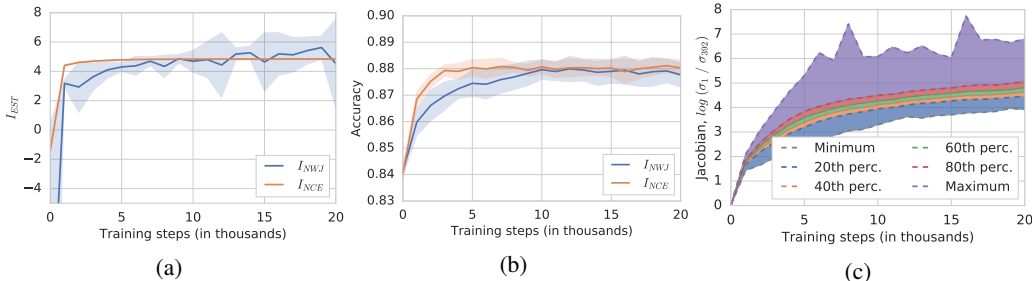 6
4
2
0
−2
−4
I_EST
0
5
10
15
20
Training steps (in thousands)
I_NWJ
I_NCE
(a)
0.90
0.89
0.88
0.87
0.86
0.85
0.84
0.83
Accuracy
0
5
10
15
20
Training steps (in thousands)
I_NWJ
I_NCE
(b)
8
7
6
5
4
3
2
1
0
Jacobian, log (σ₁ / σ₃₉₂)
0
5
10
15
20
Training steps (in thousands)
Minimum
20th perc.
40th perc.
60th perc.
80th perc.
Maximum
(c)